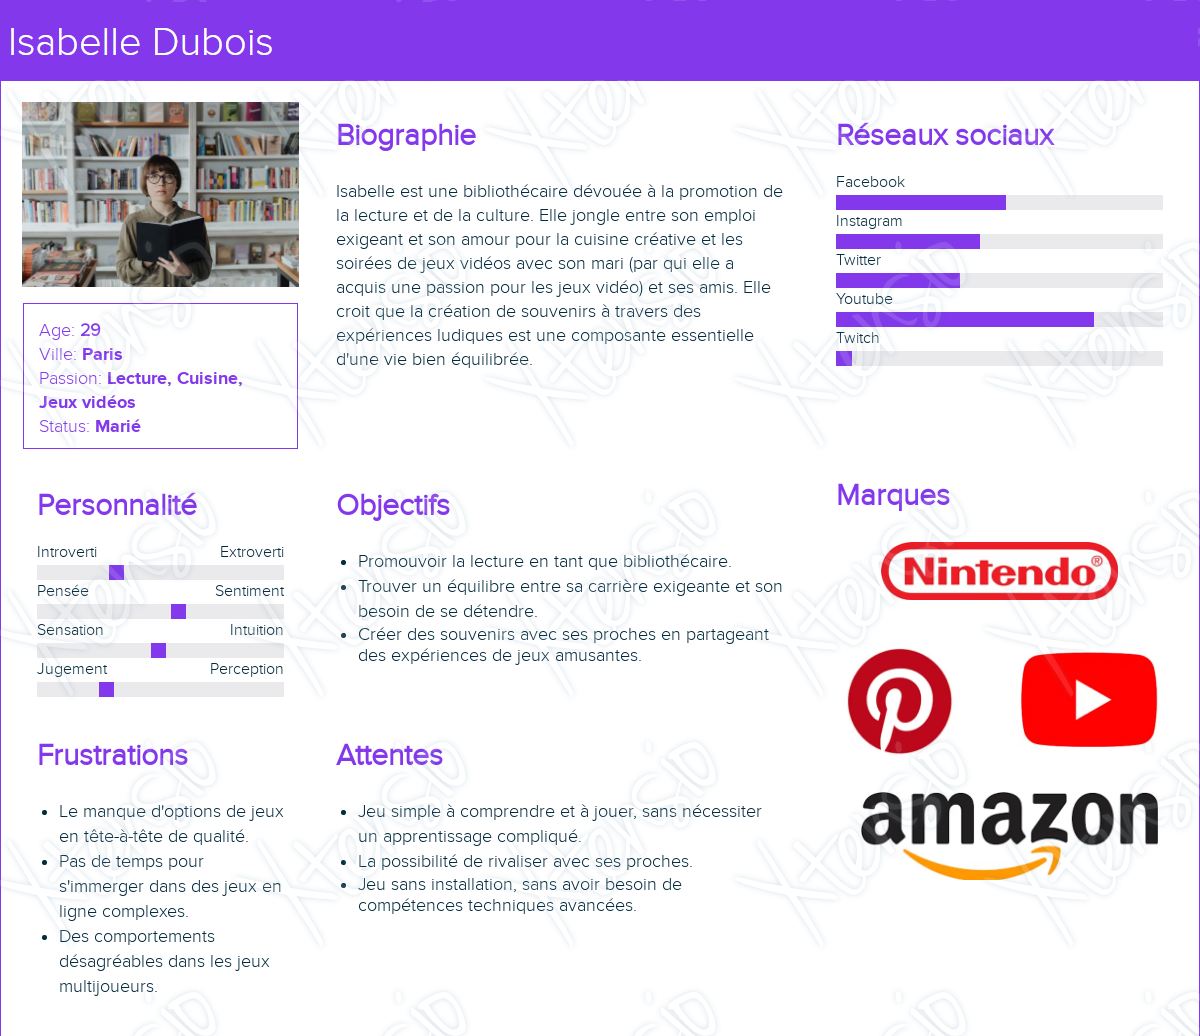 Isabelle Dubois
Age: 29
Ville: Paris
Passion: Lecture, Cuisine,
Jeux vidéos
Status: Marié
Biographie
Isabelle est une bibliothécaire dévouée à la promotion de
la lecture et de la culture. Elle jongle entre son emploi
exigeant et son amour pour la cuisine créative et les
soirées de jeux vidéos avec son mari (par qui elle a
acquis une passion pour les jeux vidéo) et ses amis. Elle
croit que la création de souvenirs à travers des
expériences ludiques est une composante essentielle
d'une vie bien équilibrée.
Réseaux sociaux
Facebook
Instagram
Twitter
Youtube
Twitch
Personnalité
Introverti Extroverti
Pensée Sentiment
Sensation Intuition
Jugement Perception
Objectifs
• Promouvoir la lecture en tant que bibliothécaire.
• Trouver un équilibre entre sa carrière exigeante et son
besoin de se détendre.
• Créer des souvenirs avec ses proches en partageant
des expériences de jeux amusantes.
Marques
Nintendo®
amazon
Frustrations
• Le manque d'options de jeux
en tête-à-tête de qualité.
• Pas de temps pour
s'immerger dans des jeux en
ligne complexes.
• Des comportements
désagréables dans les jeux
multijoueurs.
Attentes
• Jeu simple à comprendre et à jouer, sans nécessiter
un apprentissage compliqué.
• La possibilité de rivaliser avec ses proches.
• Jeu sans installation, sans avoir besoin de
compétences techniques avancées.